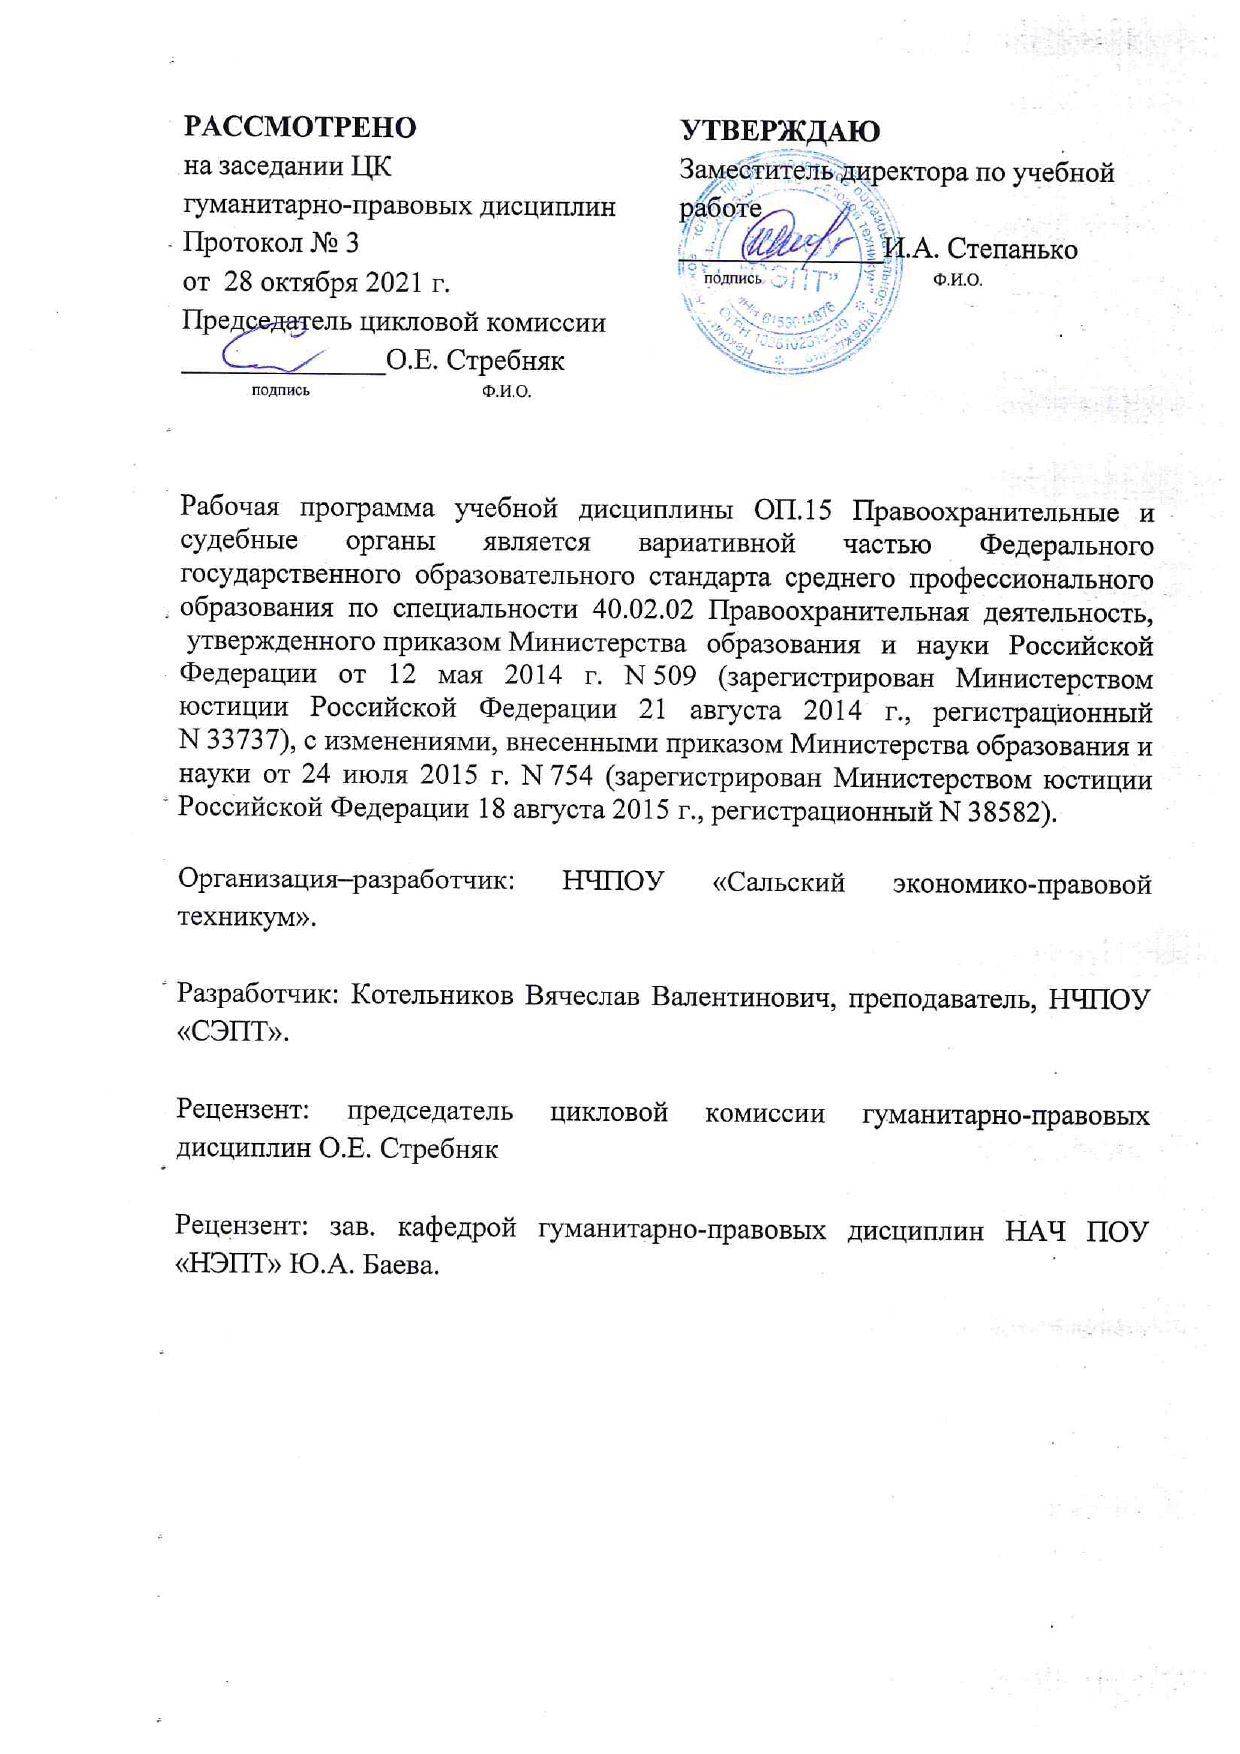 РАССМОТРЕНО
на заседании ЦК
гуманитарно-правовых дисциплин
Протокол № 3
от 28 октября 2021 г.
Председатель цикловой комиссии
______________О.Е. Стребняк
подпись Ф.И.О.
УТВЕРЖДАЮ
Заместитель директора по учебной
работе
______________И.А. Степанько
подпись Ф.И.О.
Рабочая программа учебной дисциплины ОП.15 Правоохранительные и
судебные органы является вариативной частью Федерального
государственного образовательного стандарта среднего профессионального
образования по специальности 40.02.02 Правоохранительная деятельность,
утвержденного приказом Министерства образования и науки Российской
Федерации от 12 мая 2014 г. N 509 (зарегистрирован Министерством
юстиции Российской Федерации 21 августа 2014 г., регистрационный
N 33737), с изменениями, внесенными приказом Министерства образования и
науки от 24 июля 2015 г. N 754 (зарегистрирован Министерством юстиции
Российской Федерации 18 августа 2015 г., регистрационный N 38582).
Организация–разработчик: НЧПОУ «Сальский экономико-правовой
техникум».
Разработчик: Котельников Вячеслав Валентинович, преподаватель, НЧПОУ
«СЭПТ».
Рецензент: председатель цикловой комиссии гуманитарно-правовых
дисциплин О.Е. Стребняк
Рецензент: зав. кафедрой гуманитарно-правовых дисциплин НАЧ ПОУ
«НЭПТ» Ю.А. Баева.